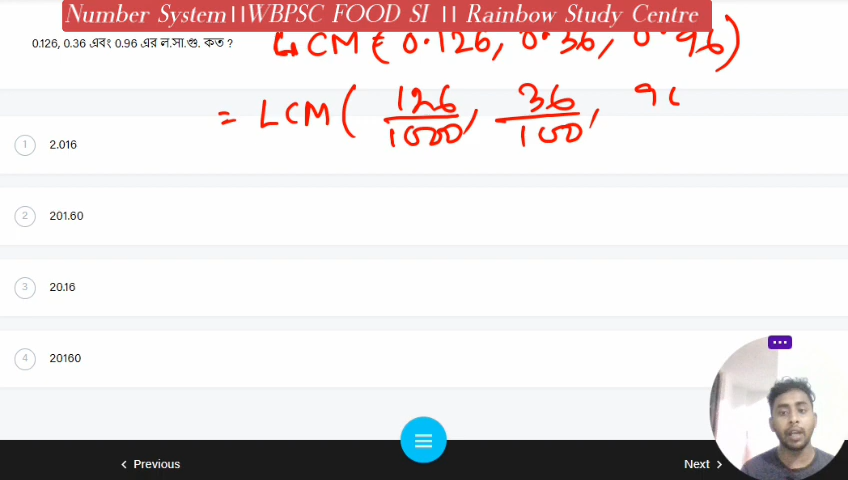 Number System||WBPSC FOOD SI || Rainbow Study Centre
0.126, 0.36 এবং 0.96 এর ল.সা.গু. কত ?
LCM ( 0.126, 0.36, 0.96)
= LCM ( 126/1000, 36/100, 9
1 2.016
2 201.60
3 20.16
4 20160
< Previous
Next >